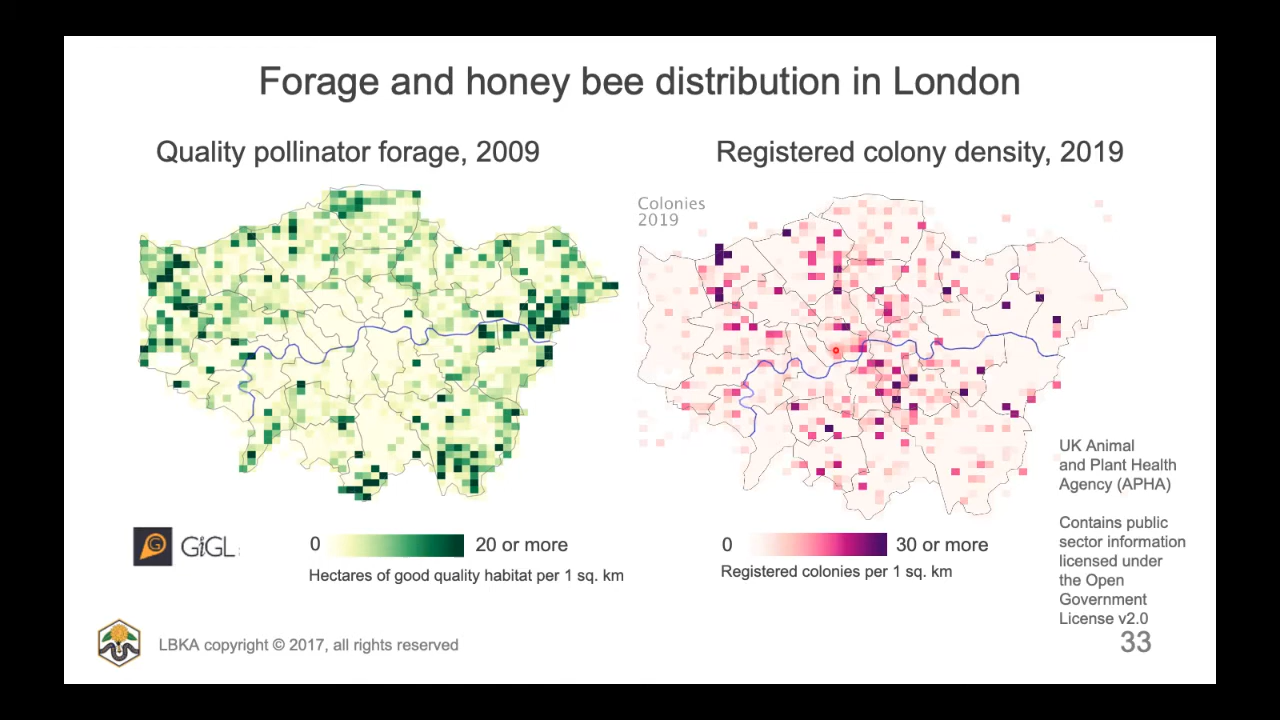 Forage and honey bee distribution in London
Quality pollinator forage, 2009
Registered colony density, 2019
Colonies
2019
UK Animal
and Plant Health
Agency (APHA)
Contains public
sector information
licensed under
the Open
Government
License v2.0
GiGL
0
20 or more
Hectares of good quality habitat per 1 sq. km
0
30 or more
Registered colonies per 1 sq. km
LBKA copyright © 2017, all rights reserved
33